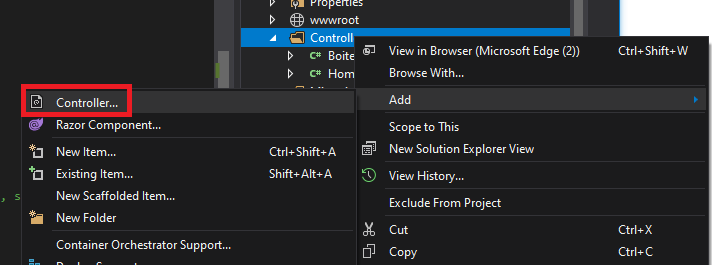 Properties
wwwroot
Controll
Boite
Hom
View in Browser (Microsoft Edge (2)) Ctrl+Shift+W
Browse With...
Add
Scope to This
New Solution Explorer View
View History...
Exclude From Project
Cut Ctrl+X
Copy Ctrl+C
Controller...
Razor Component...
New Item... Ctrl+Shift+A
Existing Item... Shift+Alt+A
New Scaffolded Item...
New Folder
Container Orchestrator Support...
, s